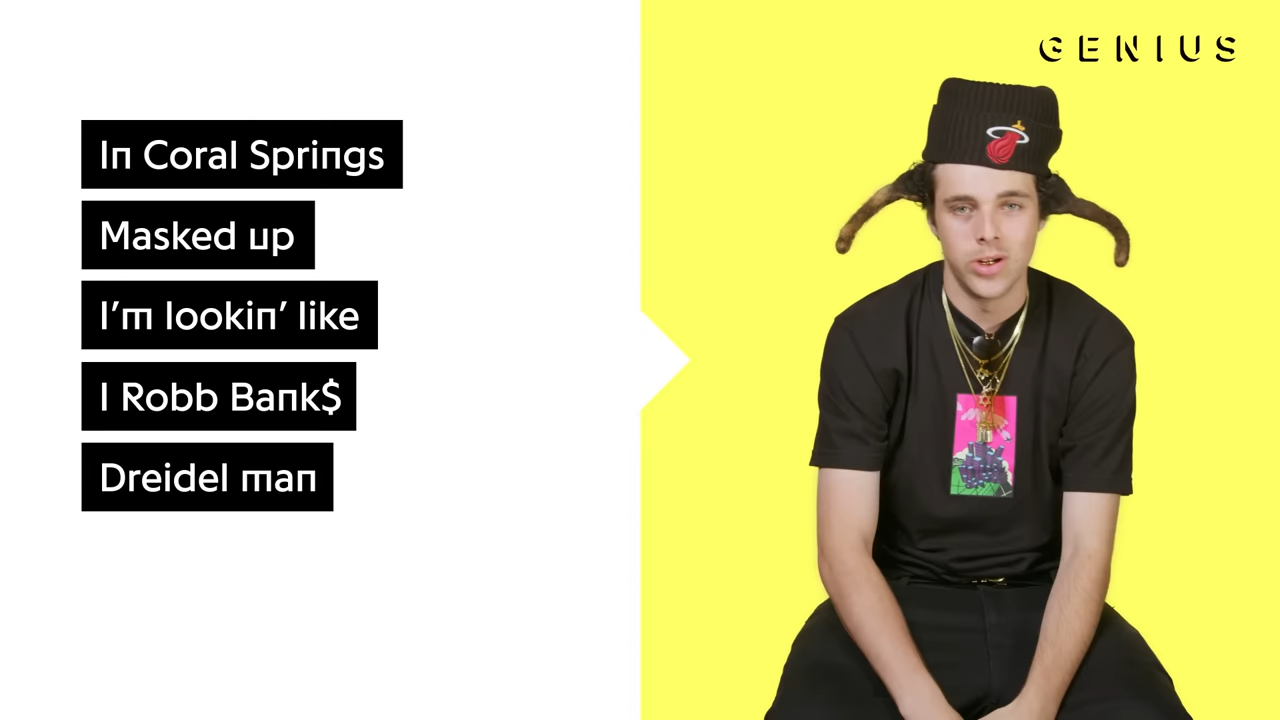 GENIUS
In Coral Springs
Masked up
I'm lookin' like
I Robb Bank$
Dreidel man